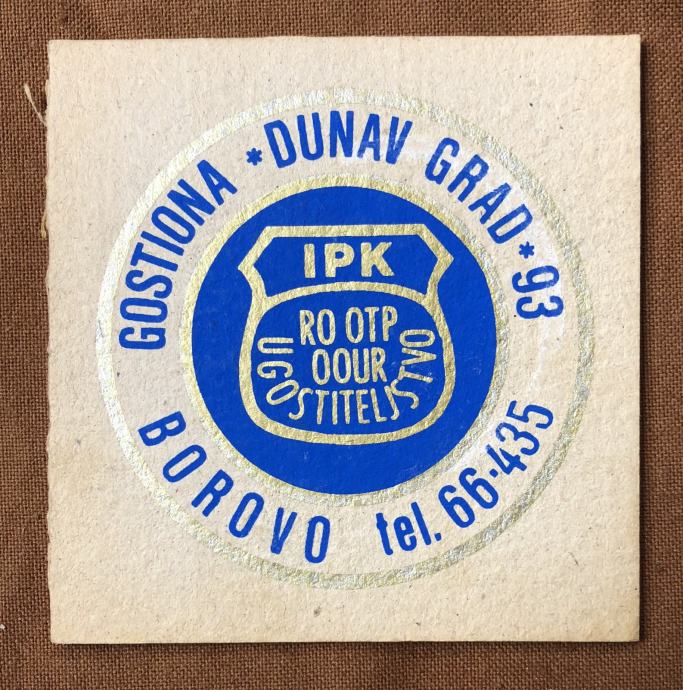 GOSTIONA *DUNAV GRAD*93
BOROVO tel. 66-435
IPK
RO OTP
OOUR
UGOSTITELJSTVO